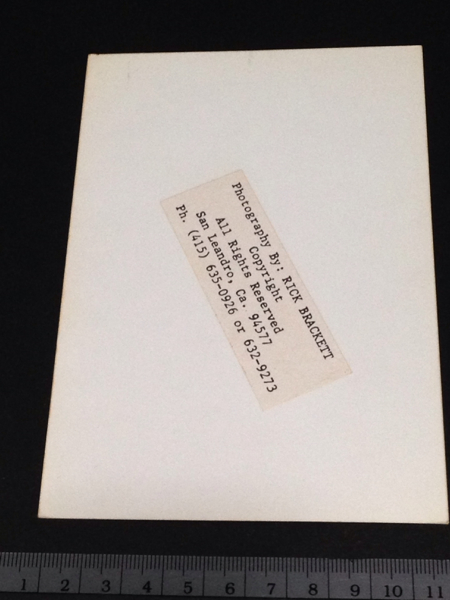 Photography By: RICK BRACKETT
Copyright
All Rights Reserved
San Leandro, Ca. 94577
Ph. (415) 635-0926 or 632-9273
1 2 3 4 5 6 7 8 9 10 11